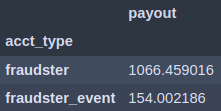 payout
acct_type
fraudster 1066.459016
fraudster_event 154.002186